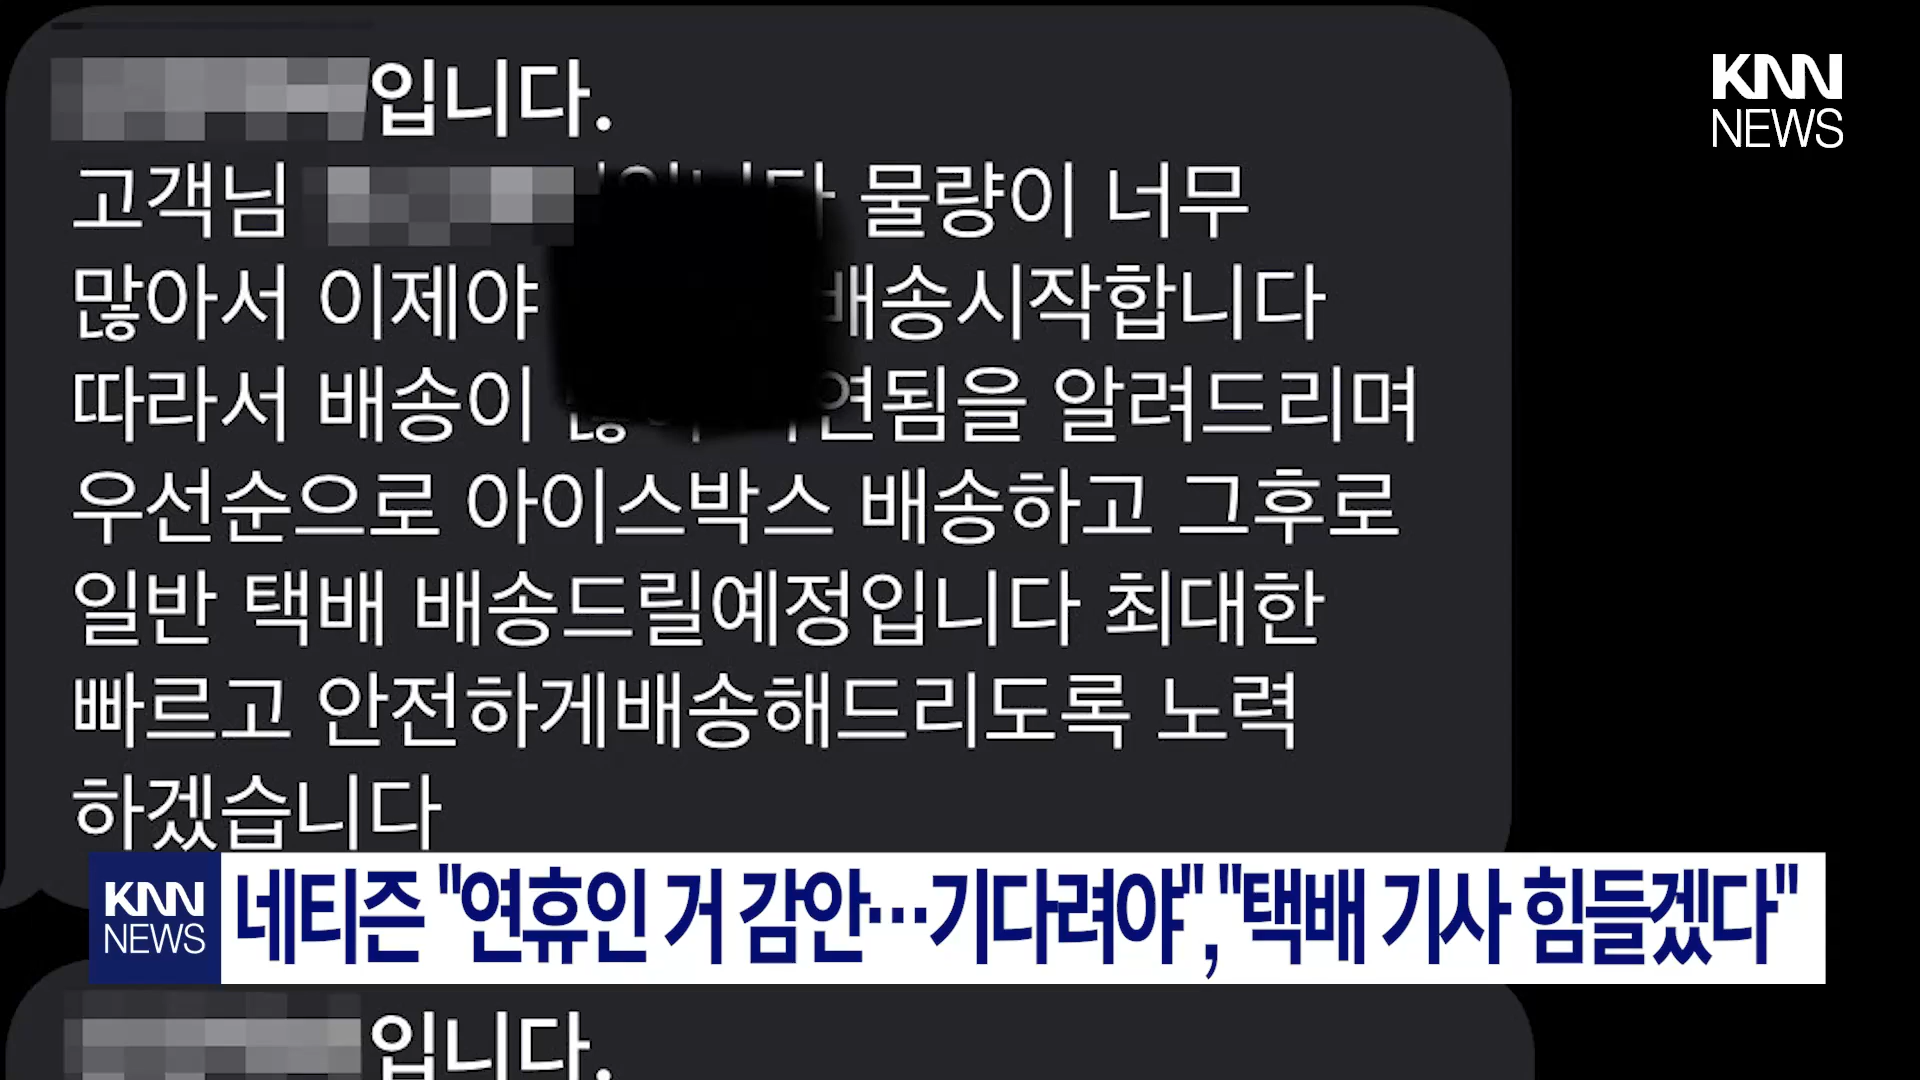 입니다.
고객님 물량이 너무
많아서 이제야 배송시작합니다
따라서 배송이 알려드리며
우선순으로 아이스박스 배송하고 그후로
일반 택배 배송드릴예정입니다 최대한
빠르고 안전하게배송해드리도록 노력
하겠습니다
KNN
NEWS
KNN
NEWS
네티즌 "연휴인 거 감안…기다려야", "택배 기사 힘들겠다"
입니다.